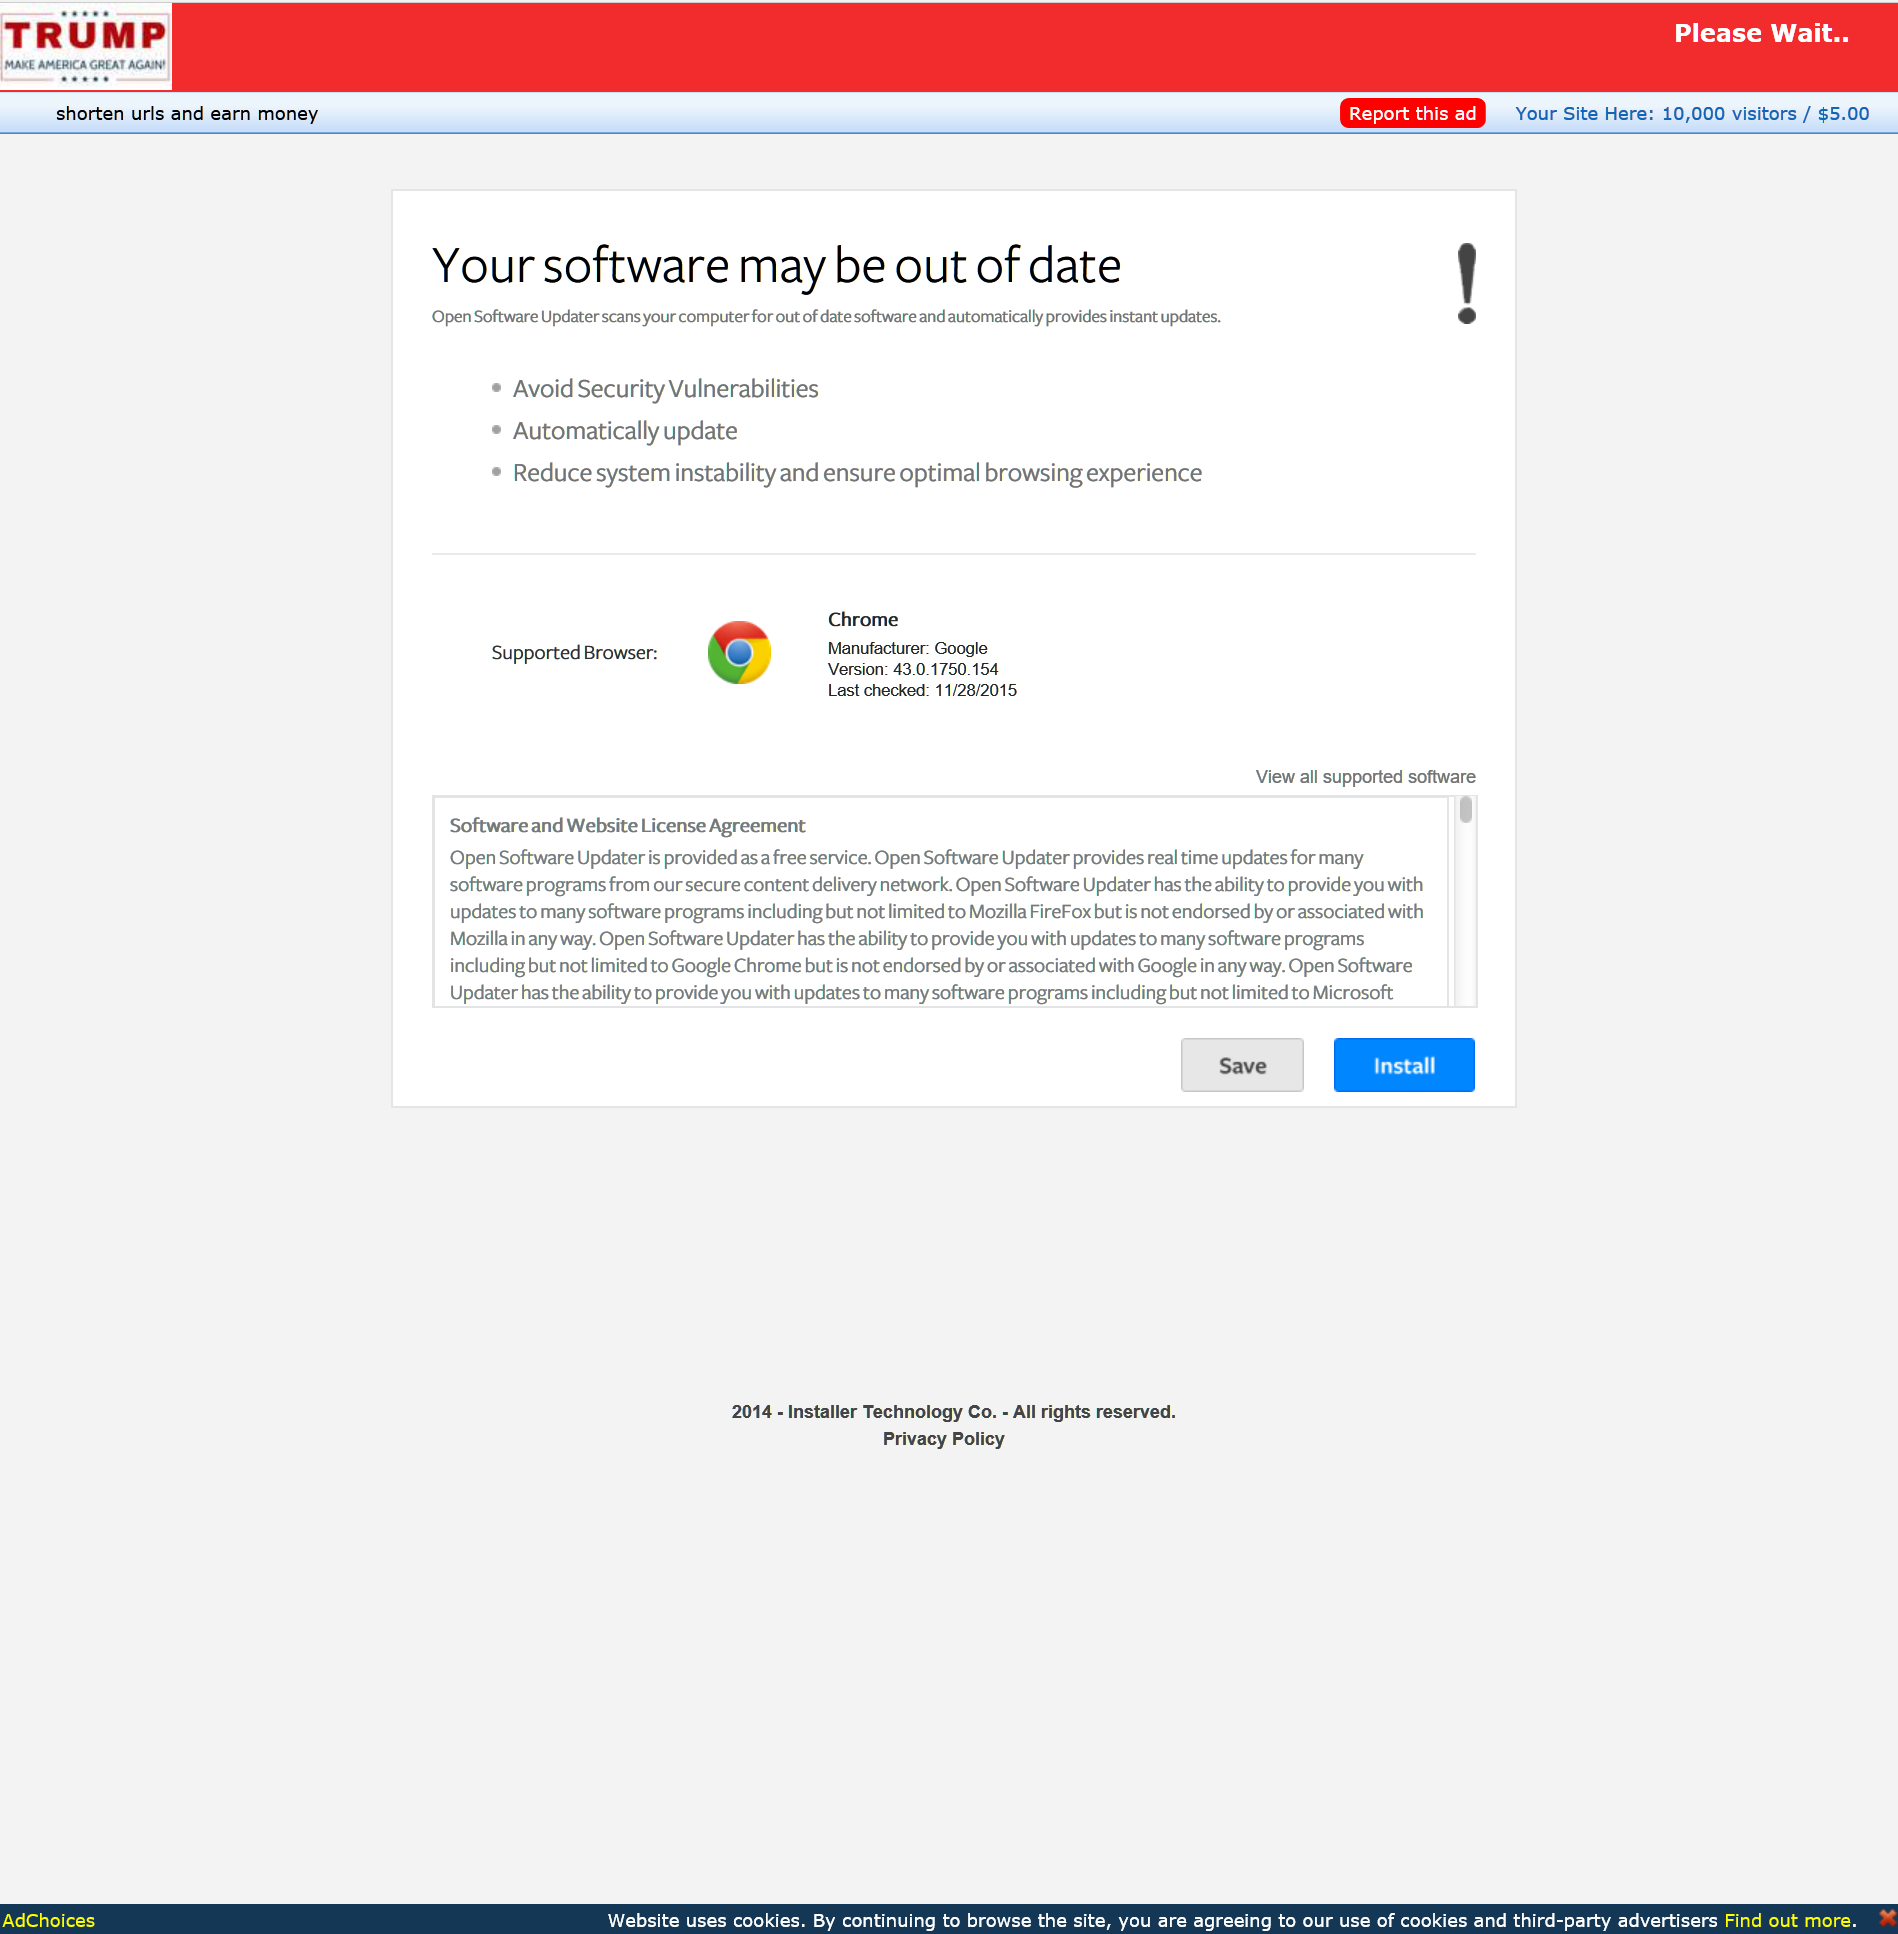 TRUMP
MAKE AMERICA GREAT AGAIN!
Please Wait..
shorten urls and earn money
Report this ad
Your Site Here: 10,000 visitors / $5.00
Your software may be out of date
Open Software Updater scans your computer for out of date software and automatically provides instant updates.
Avoid Security Vulnerabilities
Automatically update
Reduce system instability and ensure optimal browsing experience
Supported Browser:
Chrome
Manufacturer: Google
Version: 43.0.1750.154
Last checked: 11/28/2015
View all supported software
Software and Website License Agreement
Open Software Updater is provided as a free service. Open Software Updater provides real time updates for many
software programs from our secure content delivery network. Open Software Updater has the ability to provide you with
updates to many software programs including but not limited to Mozilla FireFox but is not endorsed by or associated with
Mozilla in any way. Open Software Updater has the ability to provide you with updates to many software programs
including but not limited to Google Chrome but is not endorsed by or associated with Google in any way. Open Software
Updater has the ability to provide you with updates to many software programs including but not limited to Microsoft
Save
Install
2014 - Installer Technology Co. - All rights reserved.
Privacy Policy
AdChoices
Website uses cookies. By continuing to browse the site, you are agreeing to our use of cookies and third-party advertisers Find out more.